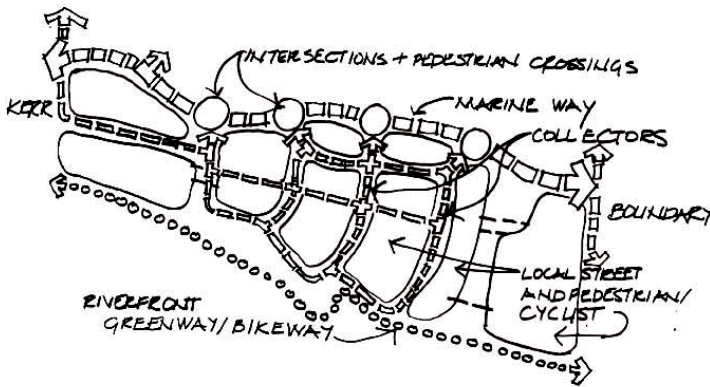 INTERSECTIONS + PEDESTRIAN CROSSINGS
MARINE WAY
KERR
COLLECTORS
BOUNDARY
LOCAL STREET
AND PEDESTRIAN/
CYCLIST
RIVERFRONT
GREENWAY/BIKEWAY